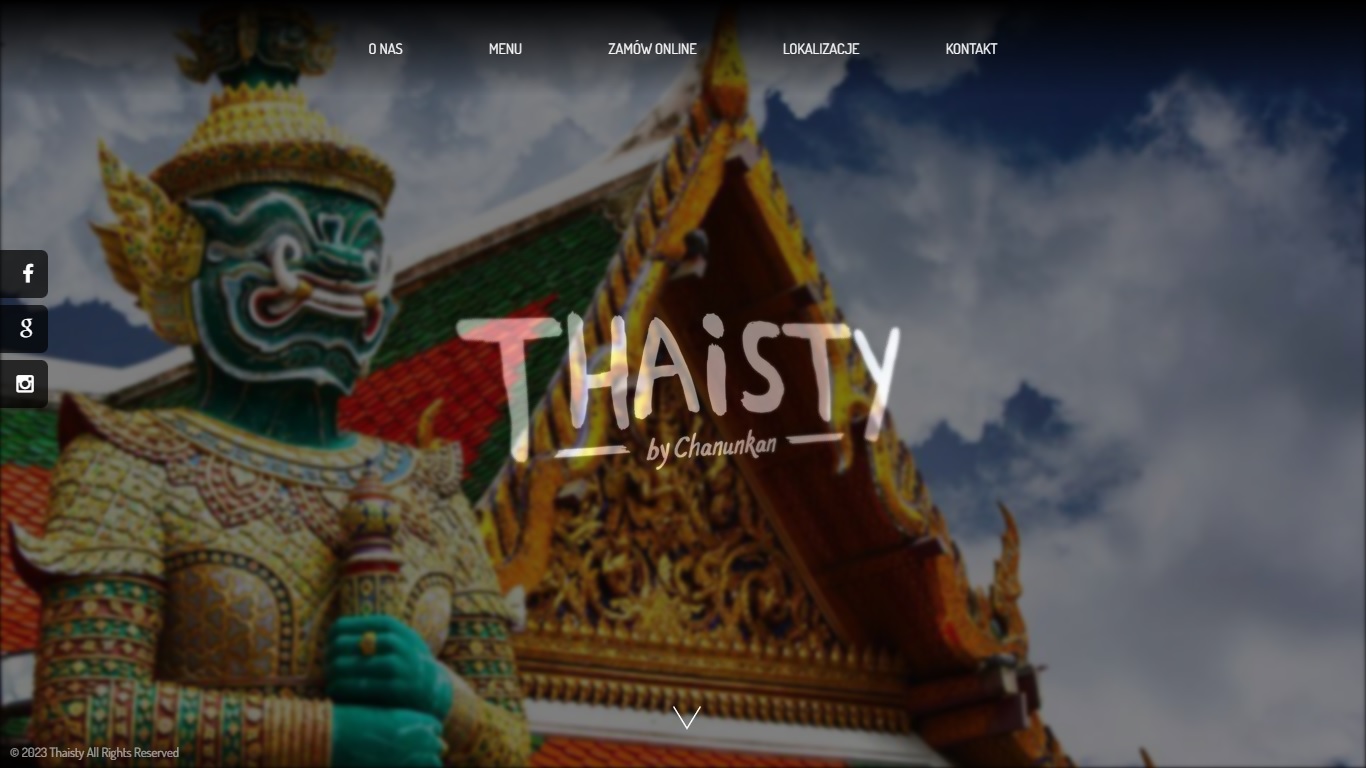 O NAS
MENU
ZAMÓW ONLINE
LOKALIZACJE
KONTAKT
THAiSTY
by Chanunkan
© 2023 Thaisty All Rights Reserved